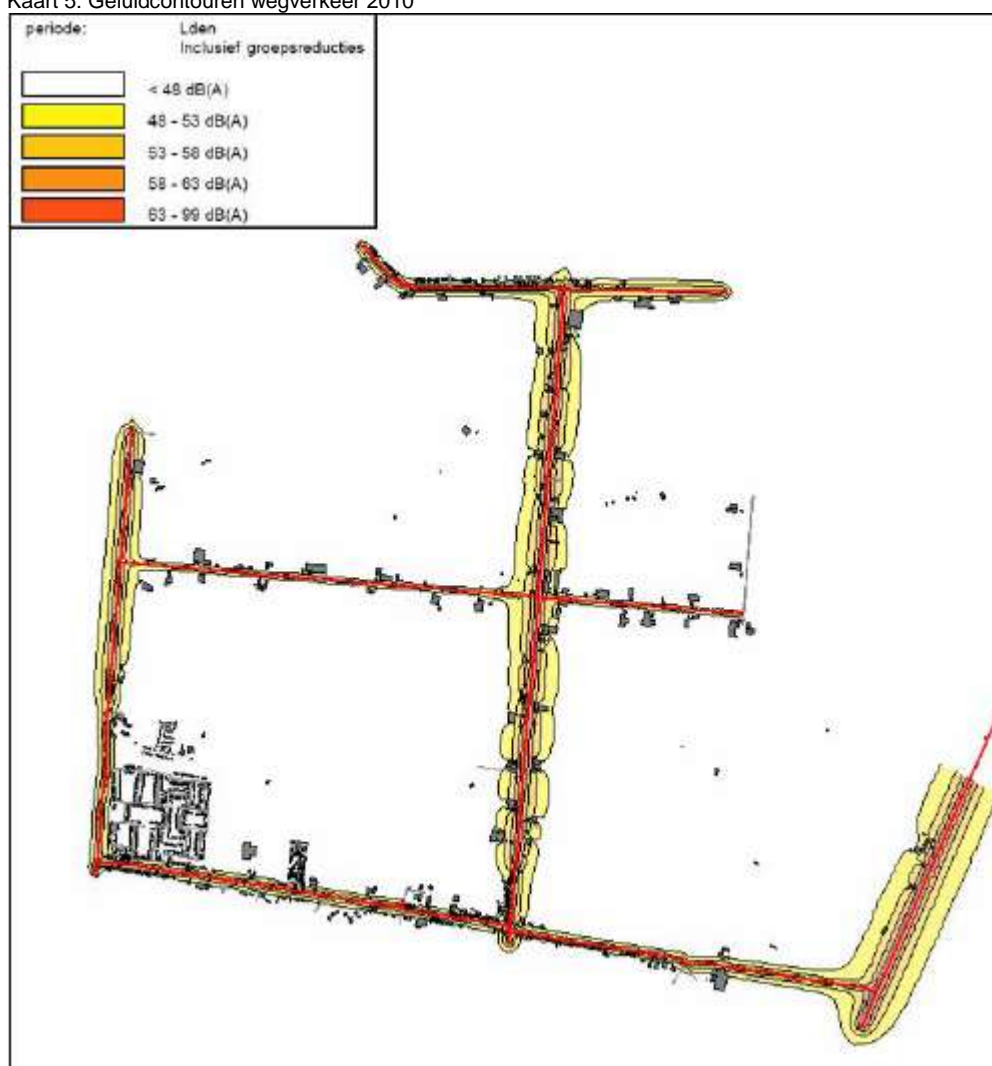 Kaart 5. Geluidcontouren wegverkeer 2010
periode: Lden
Inclusief groepsreducties
< 48 dB(A)
48 - 53 dB(A)
53 - 58 dB(A)
58 - 63 dB(A)
63 - 99 dB(A)